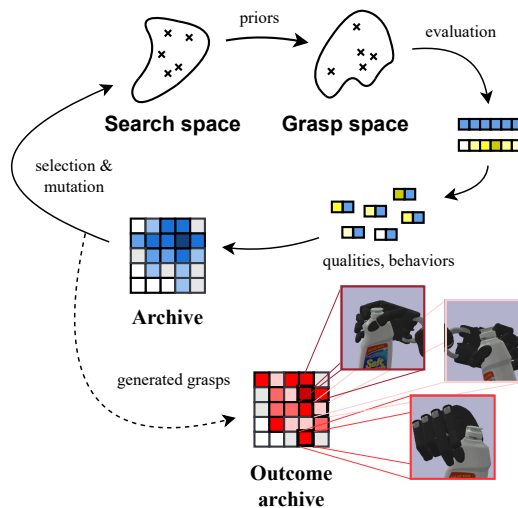 priors
evaluation
Search space
Grasp space
selection &
mutation
qualities, behaviors
Archive
generated grasps
Outcome
archive